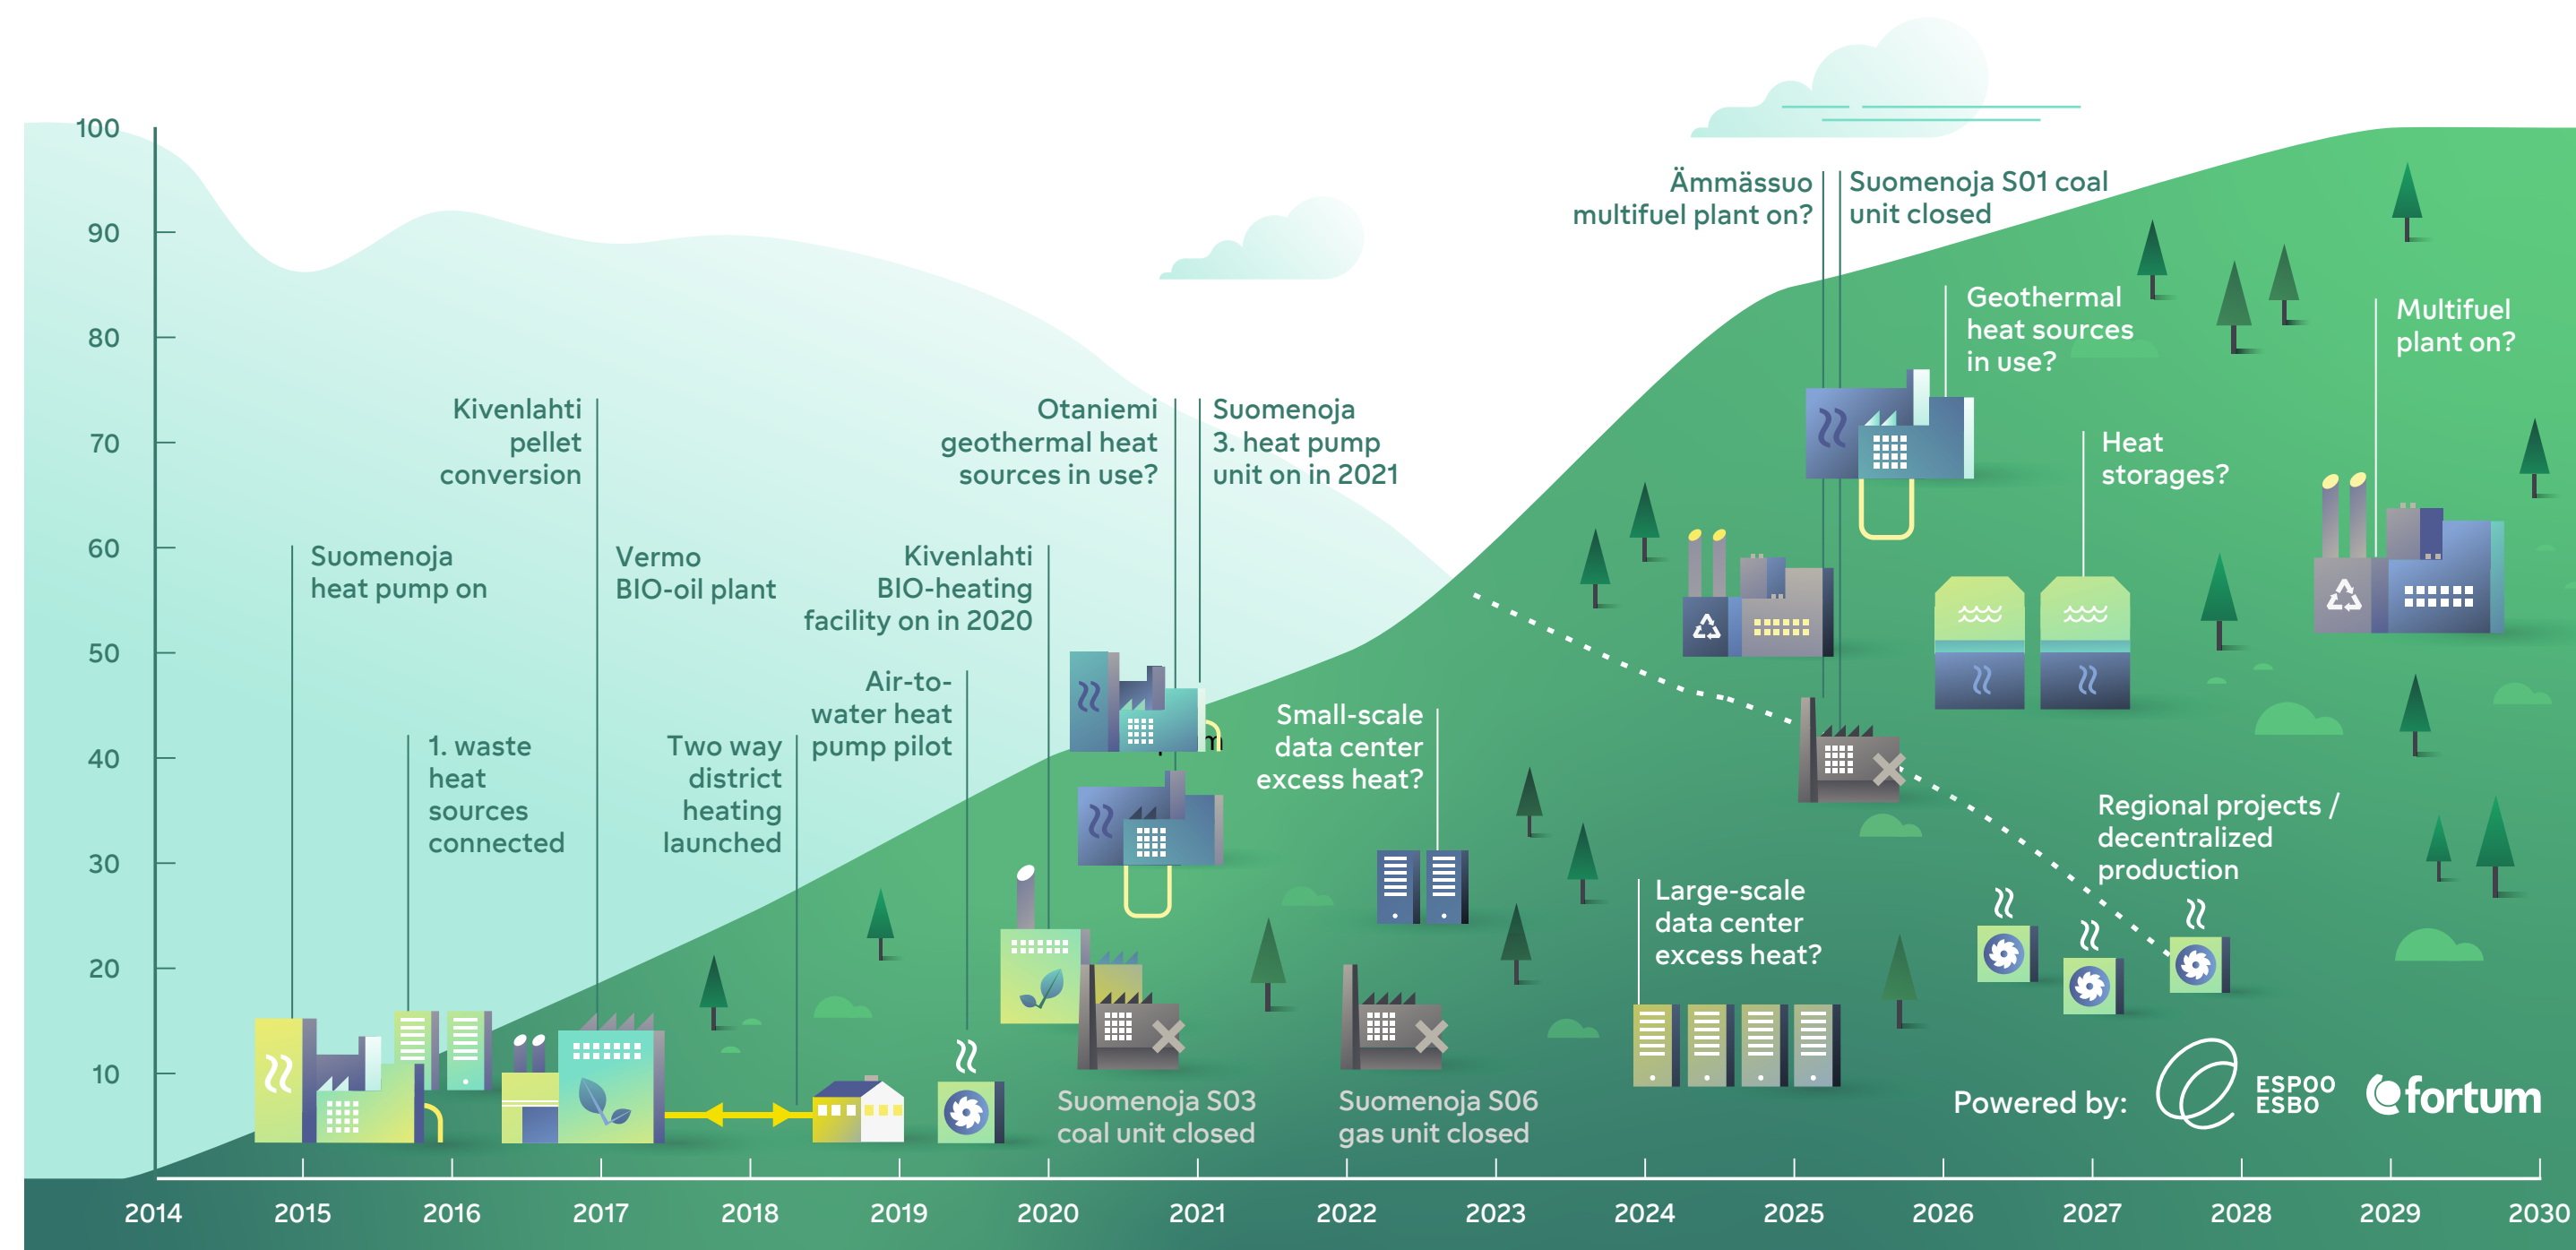 100
90
80
70
60
50
40
30
20
10
Suomenoja
heat pump on
1. waste
heat
sources
connected
Kivenlahti
pellet
conversion
Vermo
BIO-oil plant
Two way
district
heating
launched
Air-to-
water heat
pump pilot
Kivenlahti
BIO-heating
facility on in 2020
Otaniemi
geothermal heat
sources in use?
Suomenoja
3. heat pump
unit on in 2021
Suomenoja S03
coal unit closed
Small-scale
data center
excess heat?
Suomenoja S06
gas unit closed
Large-scale
data center
excess heat?
Ämmässuo
multifuel plant on?
Suomenoja S01 coal
unit closed
Geothermal
heat sources
in use?
Heat
storages?
Regional projects /
decentralized
production
Multifuel
plant on?
Powered by:
ESPOO
ESBO
fortum
2014 2015 2016 2017 2018 2019 2020 2021 2022 2023 2024 2025 2026 2027 2028 2029 2030